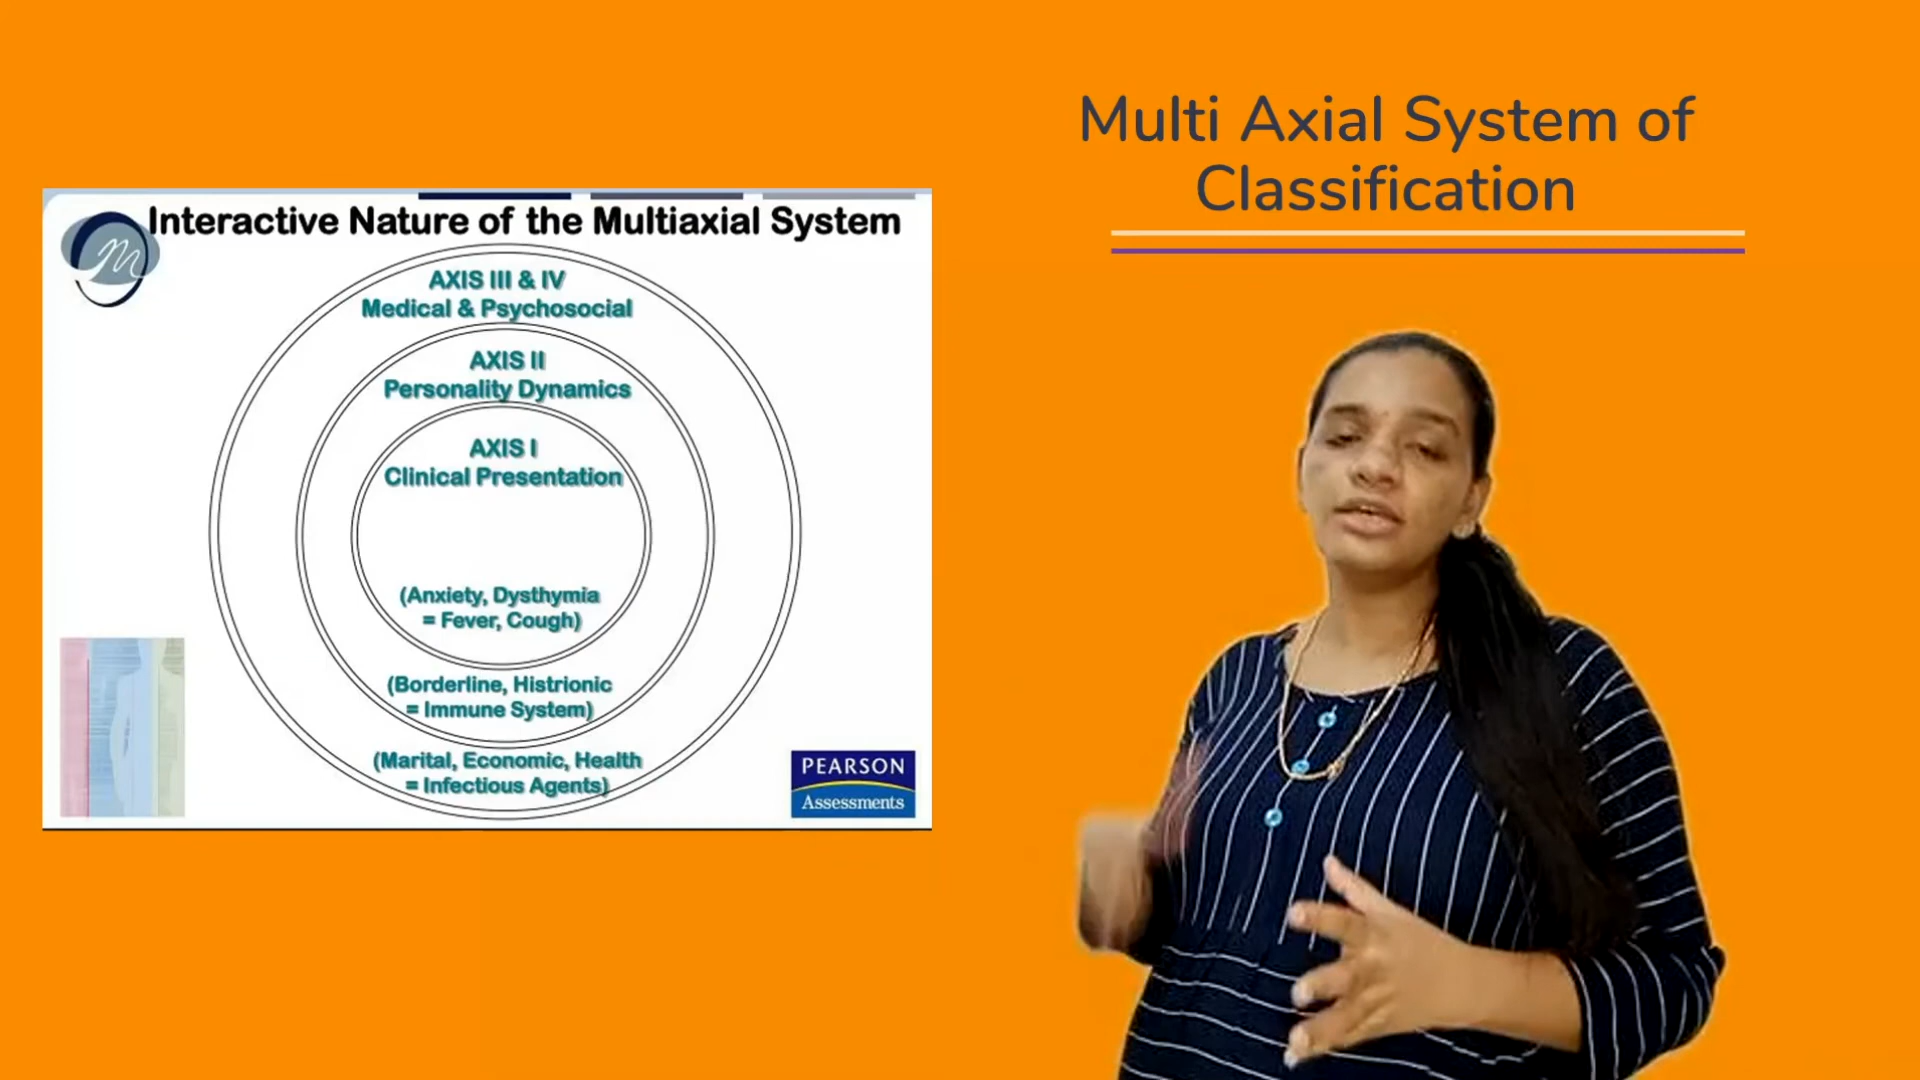 Multi Axial System of
Classification
Interactive Nature of the Multiaxial System
AXIS III & IV
Medical & Psychosocial
AXIS II
Personality Dynamics
AXIS I
Clinical Presentation
(Anxiety, Dysthymia
= Fever, Cough)
(Borderline, Histrionic
= Immune System)
(Marital, Economic, Health
= Infectious Agents)
PEARSON
Assessments
M